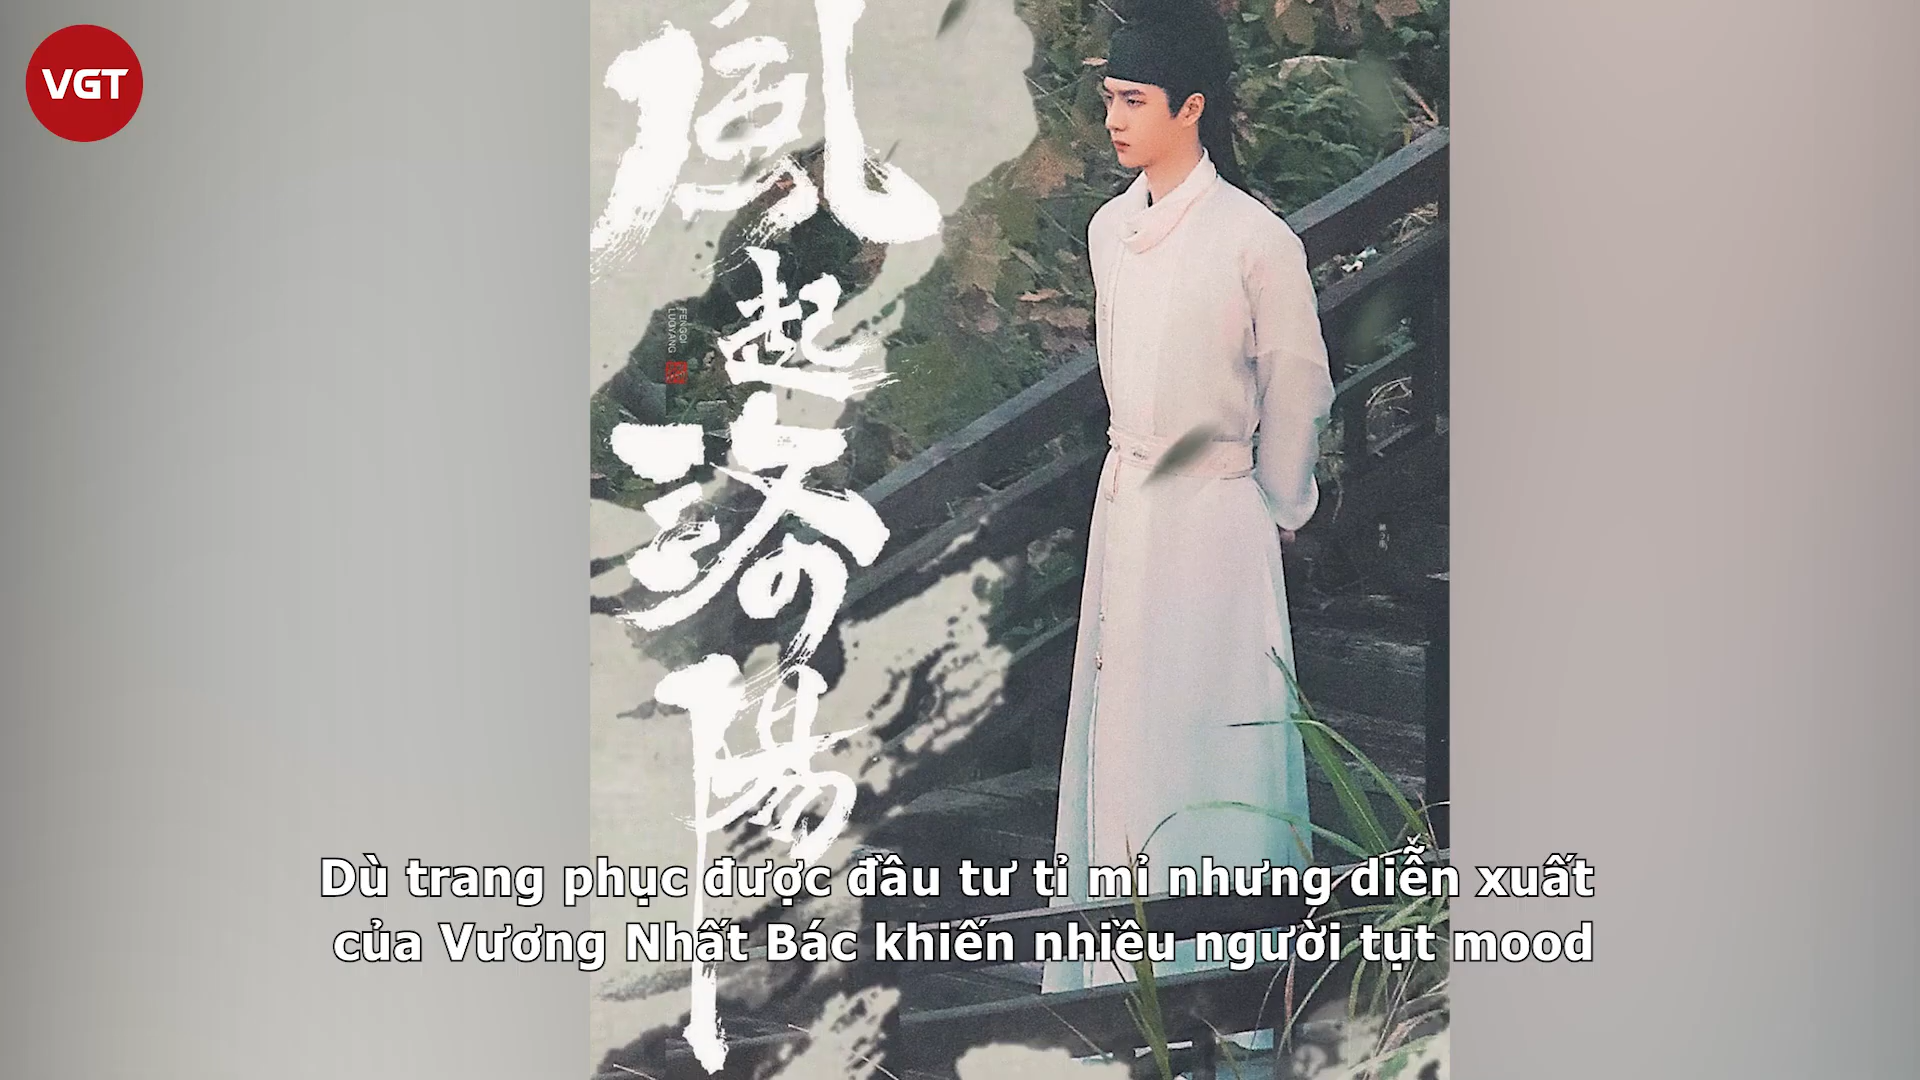 VGT
風
起
洛
陽
FENGQI
LUOYANG
Dù trang phục được đầu tư tỉ mỉ nhưng diễn xuất
của Vương Nhất Bác khiến nhiều người tụt mood